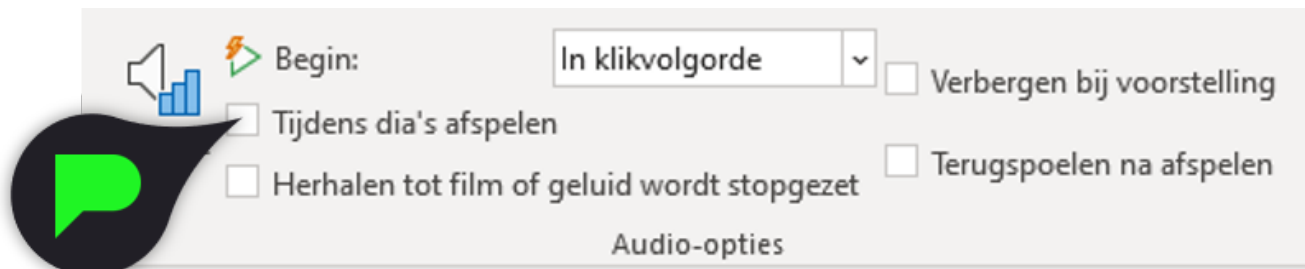 Begin:
In klikvolgorde
Verbergen bij voorstelling
Tijdens dia's afspelen
Terugspoelen na afspelen
Herhalen tot film of geluid wordt stopgezet
Audio-opties